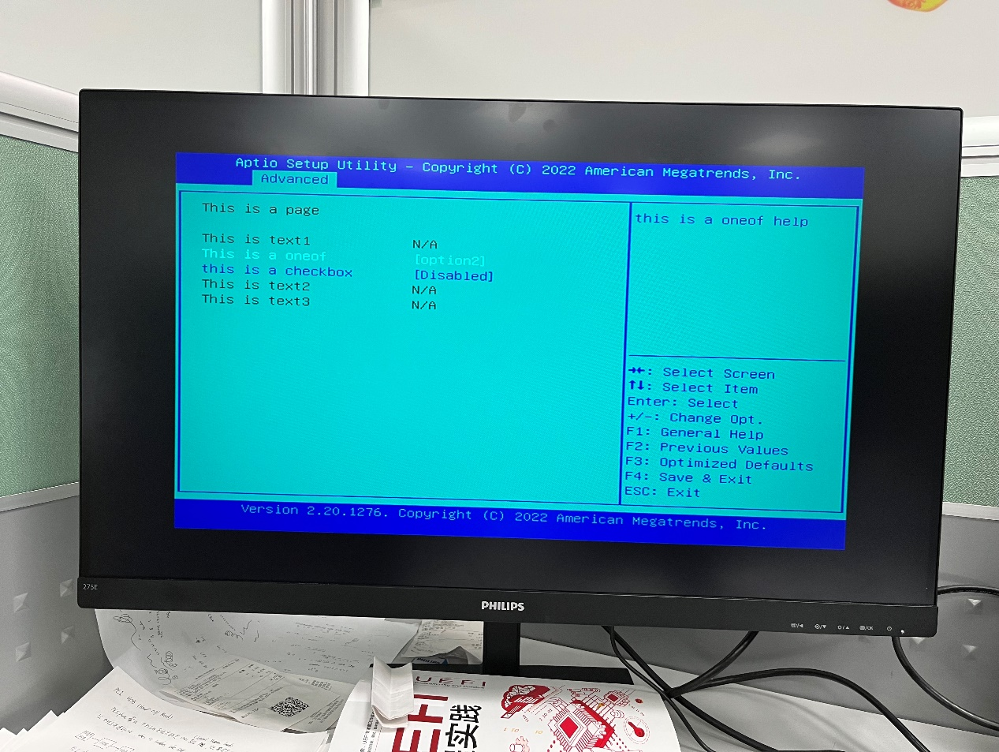 Aptio Setup Utility – Copyright (C) 2022 American Megatrends, Inc.
Advanced
This is a page
This is text1 N/A
This is a oneof [option2]
this is a checkbox [Disabled]
This is text2 N/A
This is text3 N/A
this is a oneof help
→←: Select Screen
↑↓: Select Item
Enter: Select
+/-: Change Opt.
F1: General Help
F2: Previous Values
F3: Optimized Defaults
F4: Save & Exit
ESC: Exit
Version 2.20.1276. Copyright (C) 2022 American Megatrends, Inc.
275E
PHILIPS
UEFI
实践